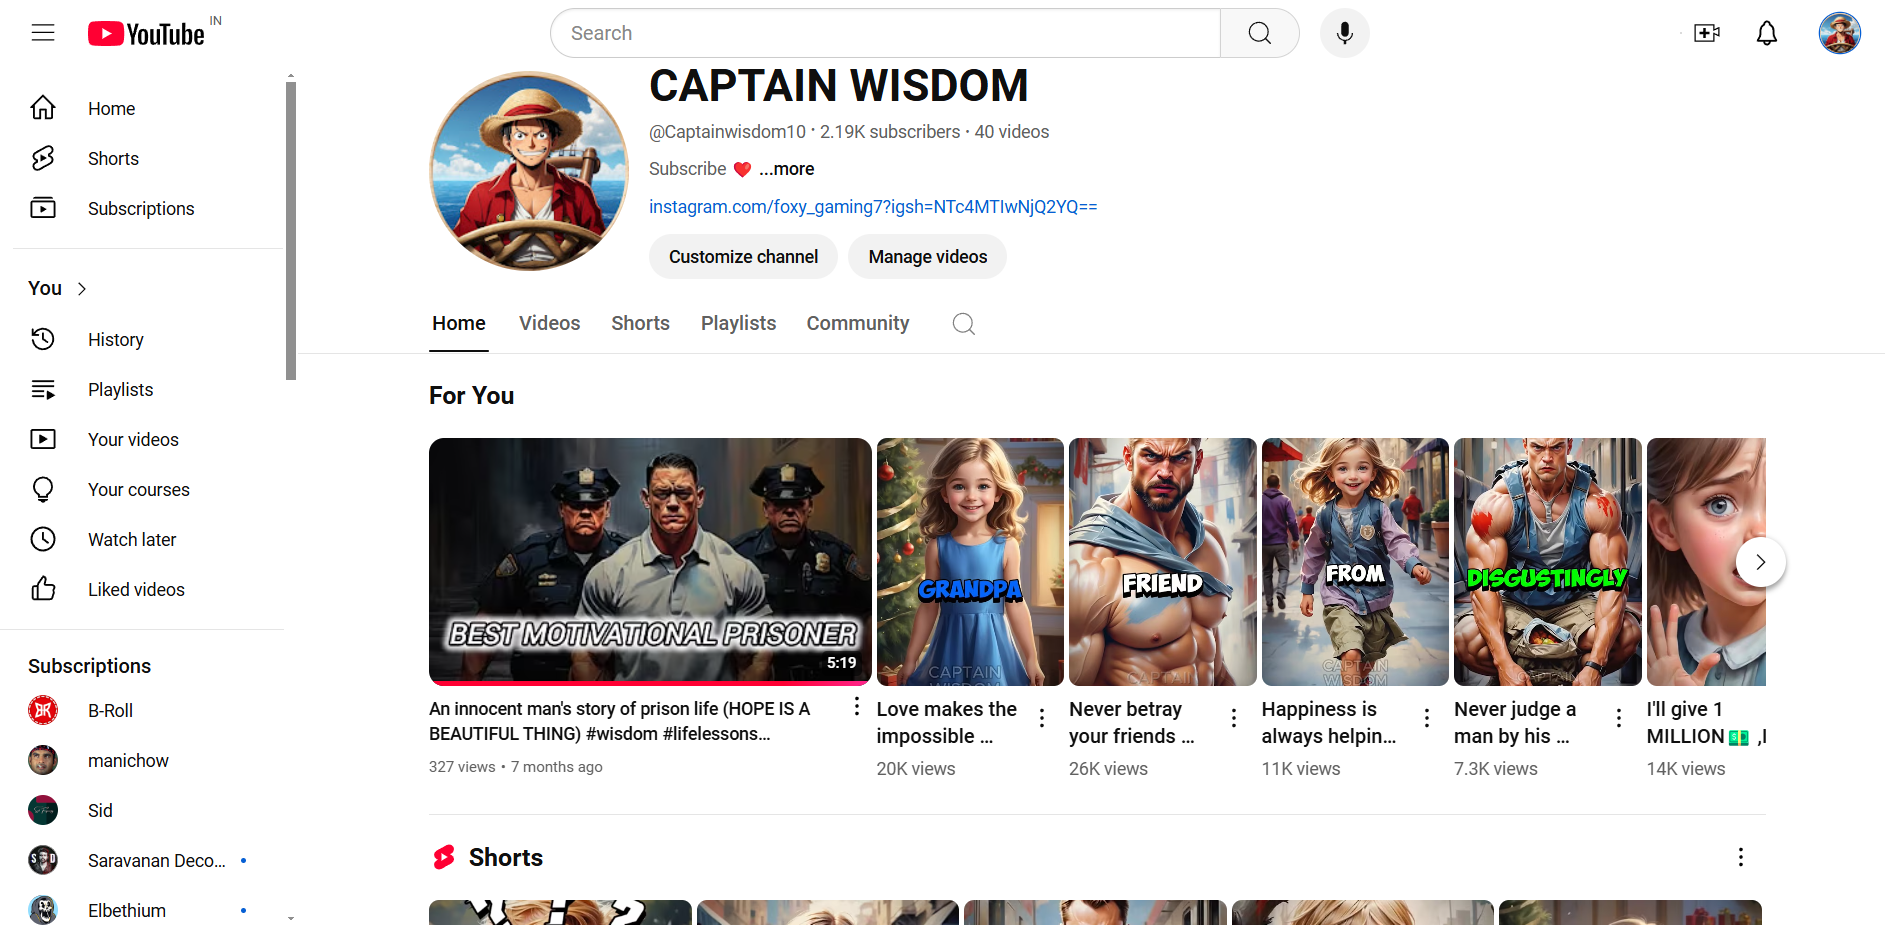 YouTube IN
Search
Home
Shorts
Subscriptions
You
History
Playlists
Your videos
Your courses
Watch later
Liked videos
Subscriptions
B-Roll
manichow
Sid
Saravanan Deco...
Elbethium
CAPTAIN WISDOM
@Captainwisdom10 · 2.19K subscribers · 40 videos
Subscribe ❤️ ...more
instagram.com/foxy_gaming7?igsh=NTc4MTIwNjQ2YQ==
Customize channel
Manage videos
Home
Videos
Shorts
Playlists
Community
For You
BEST MOTIVATIONAL PRISONER
5:19
An innocent man's story of prison life (HOPE IS A
BEAUTIFUL THING) #wisdom #lifelessons...
327 views • 7 months ago
GRANDPA
CAPTAIN
WISDOM
Love makes the
impossible ...
20K views
FRIEND
CAPTAIN
Never betray
your friends ...
26K views
FROM
CAPTAIN
WISDOM
Happiness is
always helpin...
11K views
DISGUSTINGLY
Never judge a
man by his ...
7.3K views
I'll give 1
MILLION💵 ,I
14K views
Shorts